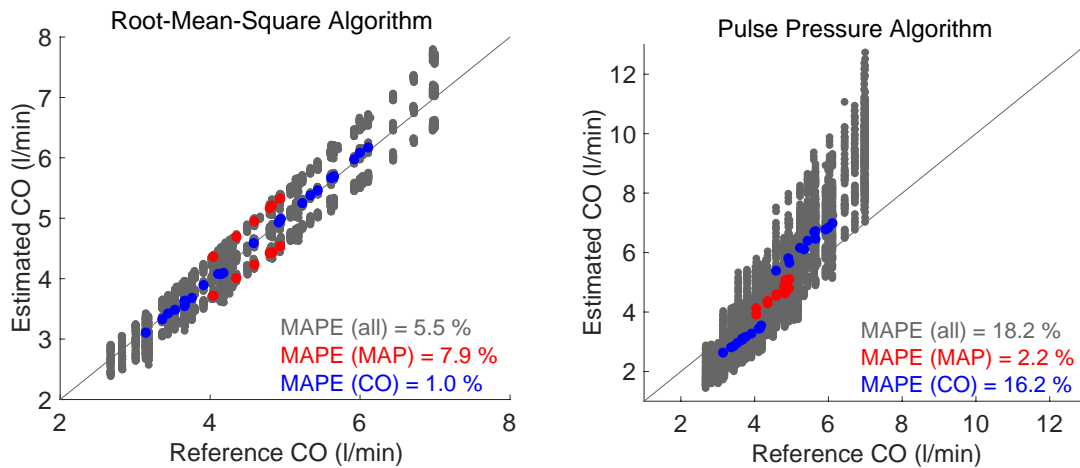 Root-Mean-Square Algorithm
8
7
6
5
4
3
2
Estimated CO (l/min)
MAPE (all) = 5.5 %
MAPE (MAP) = 7.9 %
MAPE (CO) = 1.0 %
2
4
6
8
Reference CO (l/min)
Pulse Pressure Algorithm
12
10
8
6
4
2
Estimated CO (l/min)
MAPE (all) = 18.2 %
MAPE (MAP) = 2.2 %
MAPE (CO) = 16.2 %
2
4
6
8
10
12
Reference CO (l/min)